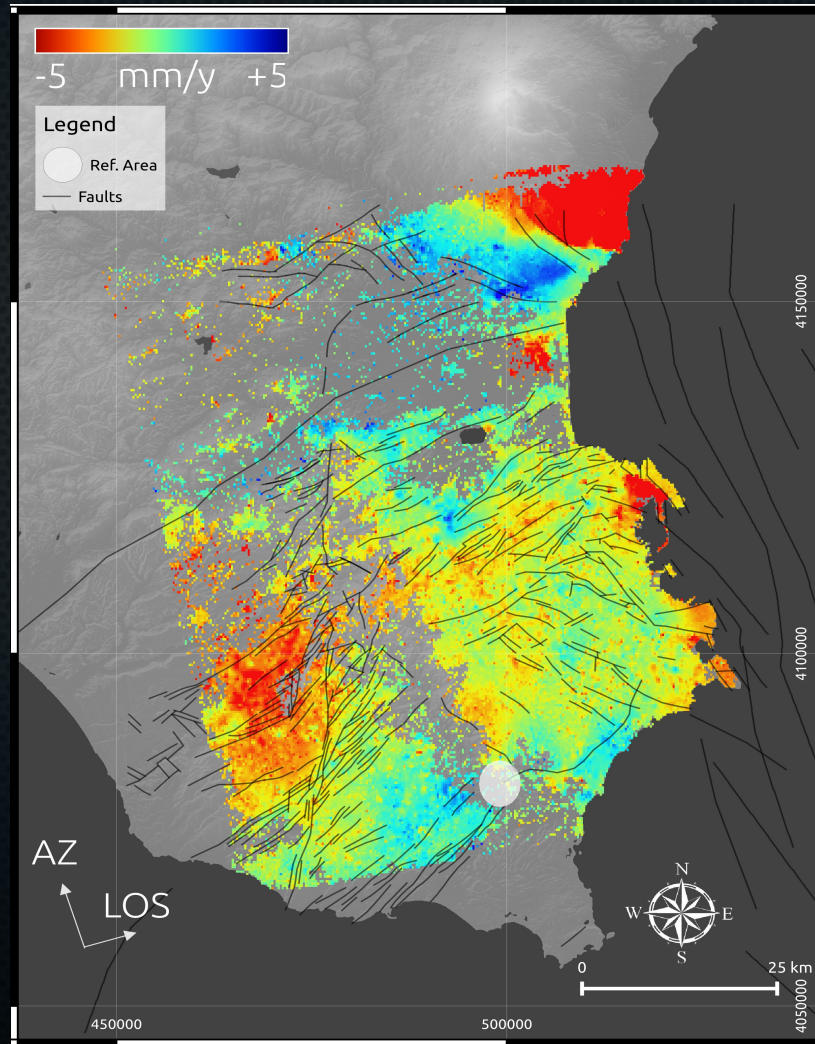 -5 mm/y +5
Legend
Ref. Area
Faults
4150000
4100000
AZ
LOS
N
W E
S
0 25 km
4050000
450000 500000